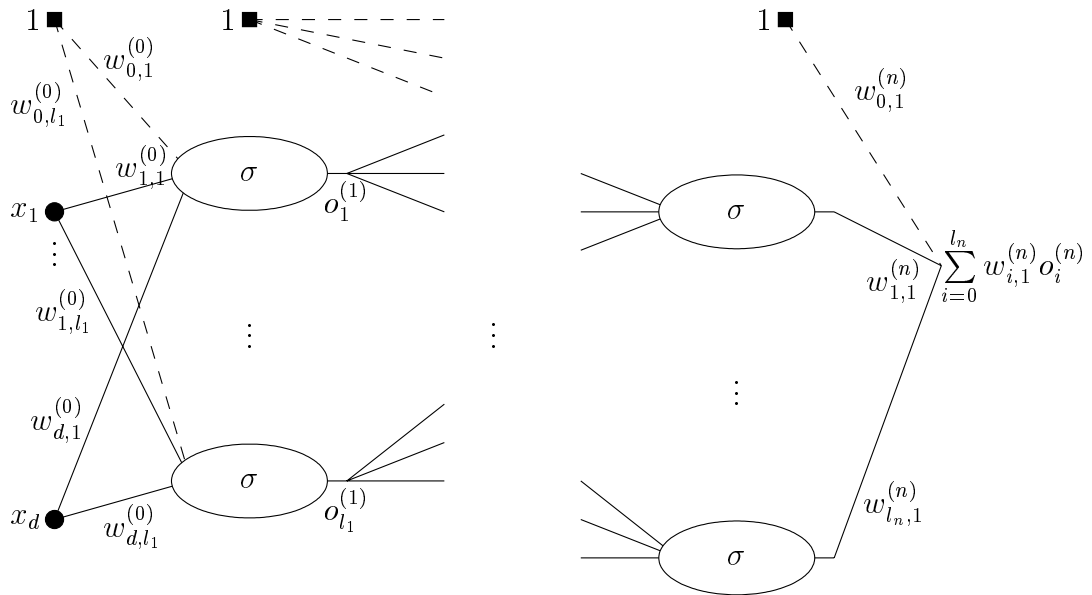 1 1 1
w_{0,1}^{(0)}
w_{0,l_1}^{(0)}
w_{0,1}^{(n)}
w_{1,1}^{(0)}
σ
x_1
o_1^{(1)}
σ
⋮
w_{1,1}^{(n)}
\sum_{i=0}^{l_n} w_{i,1}^{(n)} o_i^{(n)}
w_{1,l_1}^{(0)}
⋮ ⋮
⋮
w_{d,1}^{(0)}
σ
x_d
w_{d,l_1}^{(0)}
o_{l_1}^{(1)}
w_{l_n,1}^{(n)}
σ